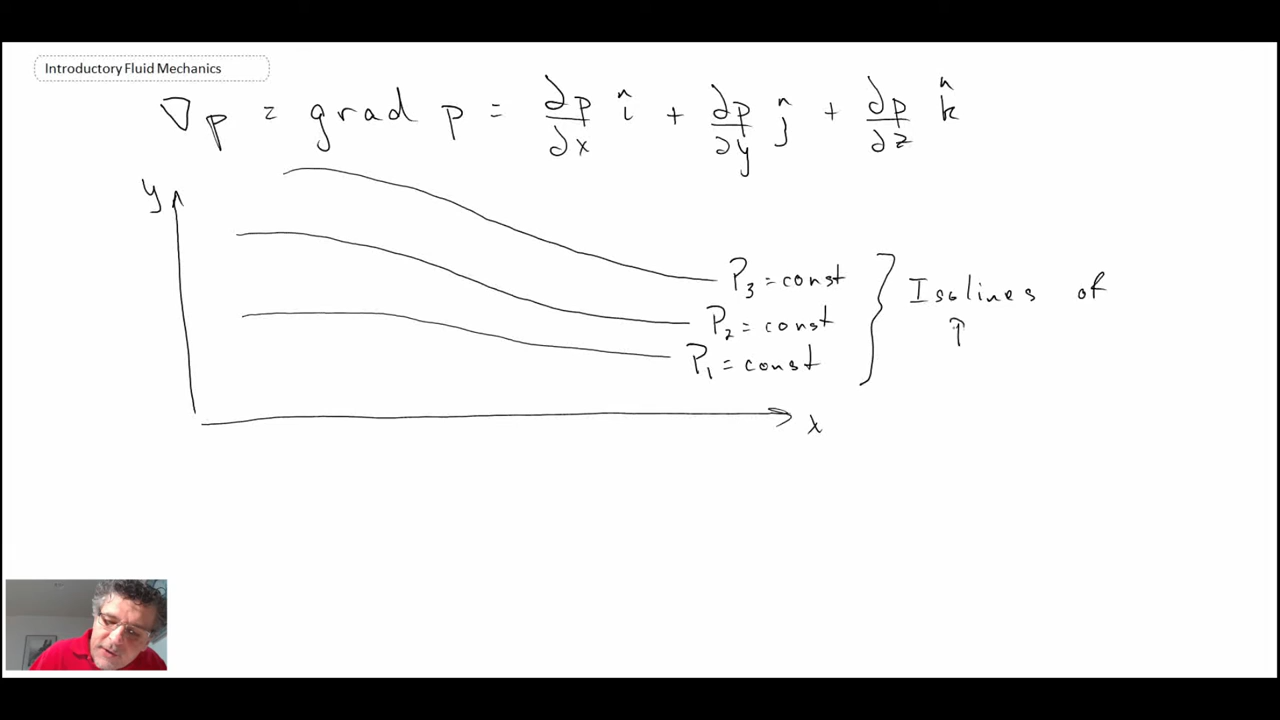 Introductory Fluid Mechanics
∇p = grad p = ∂p/∂x î + ∂p/∂y ĵ + ∂p/∂z k̂
y
P₃ = const
P₂ = const
P₁ = const
Isolines of
x